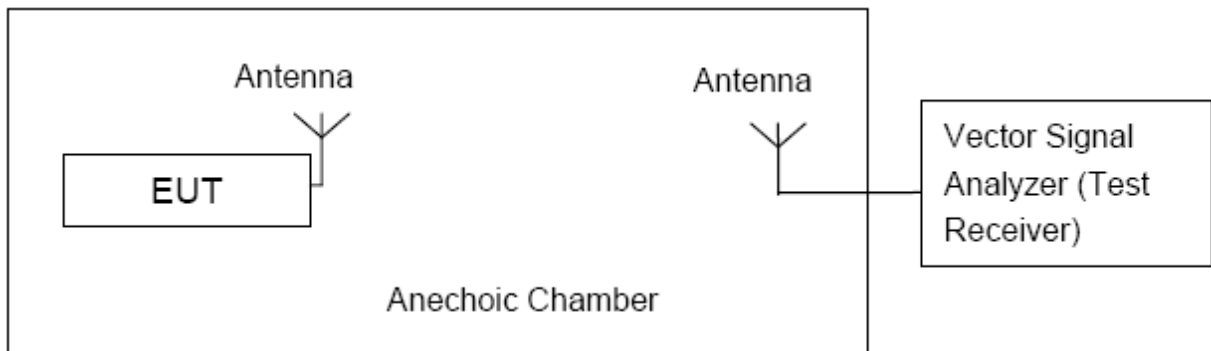 Antenna
Antenna
EUT
Vector Signal
Analyzer (Test
Receiver)
Anechoic Chamber